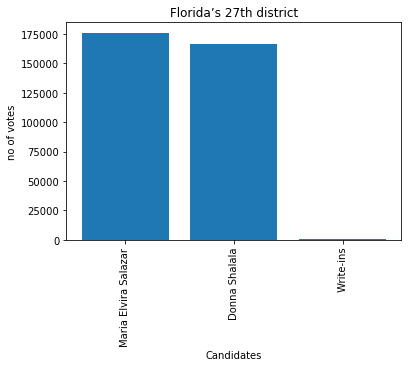 Florida’s 27th district
175000
150000
125000
100000
75000
50000
25000
0
no of votes
Maria Elvira Salazar
Donna Shalala
Write-ins
Candidates